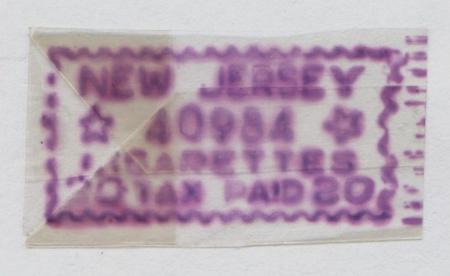 NEW JERSEY
40984
CIGARETTES
20 TAX PAID 20